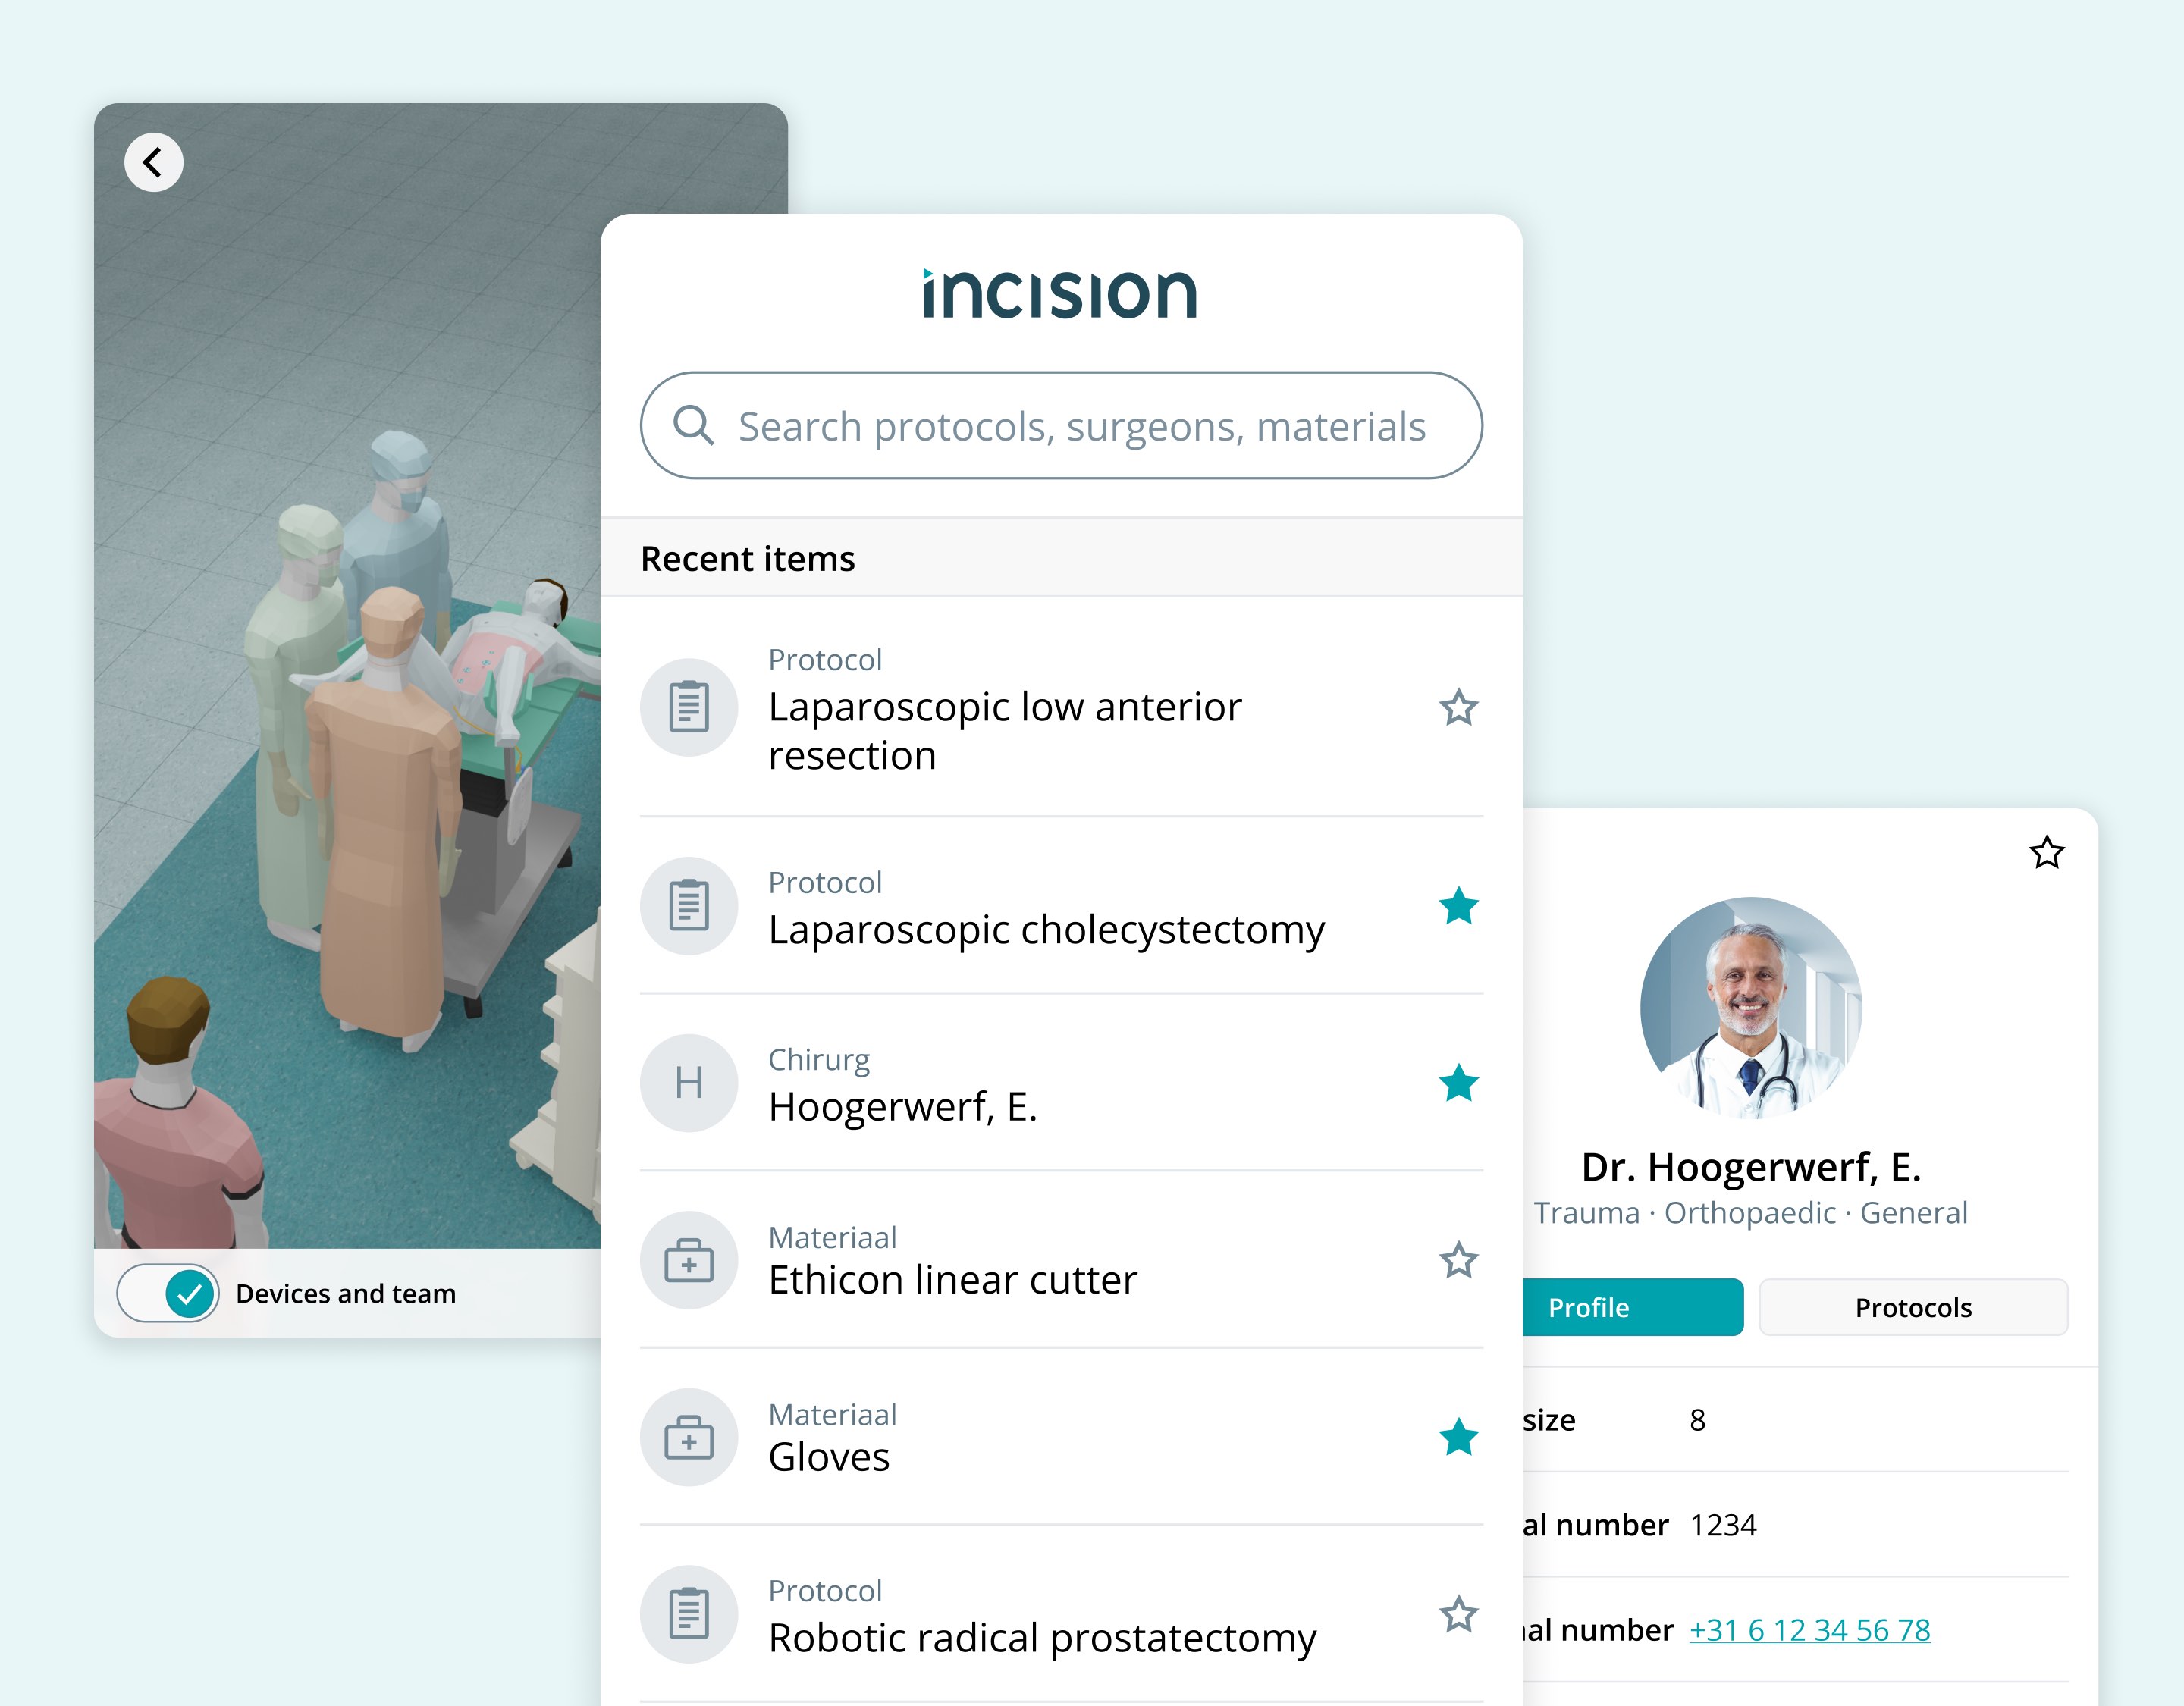 incision
Search protocols, surgeons, materials
Recent items
Protocol
Laparoscopic low anterior
resection
Protocol
Laparoscopic cholecystectomy
H
Chirurg
Hoogerwerf, E.
Materiaal
Ethicon linear cutter
Materiaal
Gloves
Protocol
Robotic radical prostatectomy
Devices and team
Dr. Hoogerwerf, E.
Trauma · Orthopaedic · General
Profile
Protocols
size 8
number 1234
number +31 6 12 34 56 78